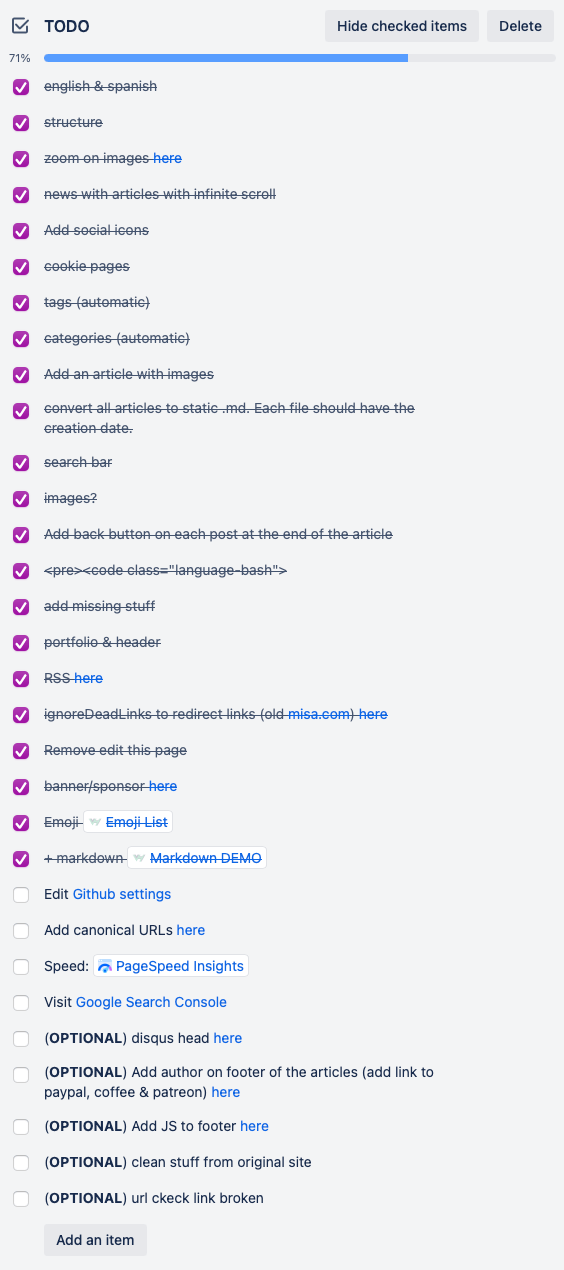 TODO
Hide checked items
Delete
71%
english & spanish
structure
zoom on images here
news with articles with infinite scroll
Add social icons
cookie pages
tags (automatic)
categories (automatic)
Add an article with images
convert all articles to static .md. Each file should have the
creation date.
search bar
images?
Add back button on each post at the end of the article
<pre><code class="language-bash">
add missing stuff
portfolio & header
RSS here
ignoreDeadLinks to redirect links (old misa.com) here
Remove edit this page
banner/sponsor here
Emoji Emoji List
+ markdown Markdown DEMO
Edit Github settings
Add canonical URLs here
Speed: PageSpeed Insights
Visit Google Search Console
(OPTIONAL) disqus head here
(OPTIONAL) Add author on footer of the articles (add link to
paypal, coffee & patreon) here
(OPTIONAL) Add JS to footer here
(OPTIONAL) clean stuff from original site
(OPTIONAL) url ckeck link broken
Add an item